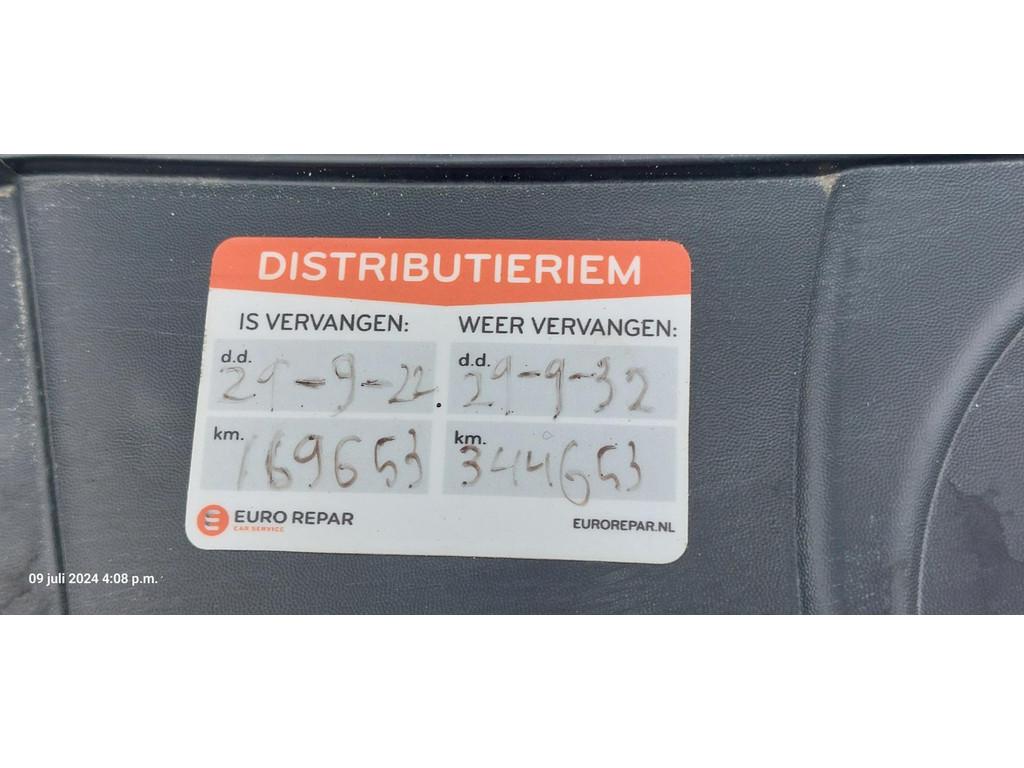 DISTRIBUTIERIEM
IS VERVANGEN: WEER VERVANGEN:
d.d. 29-9-22 d.d. 29-9-32
km. 169653 km. 344653
EURO REPAR EUROREPAR.NL
CAR SERVICE
09 juli 2024 4:08 p.m.